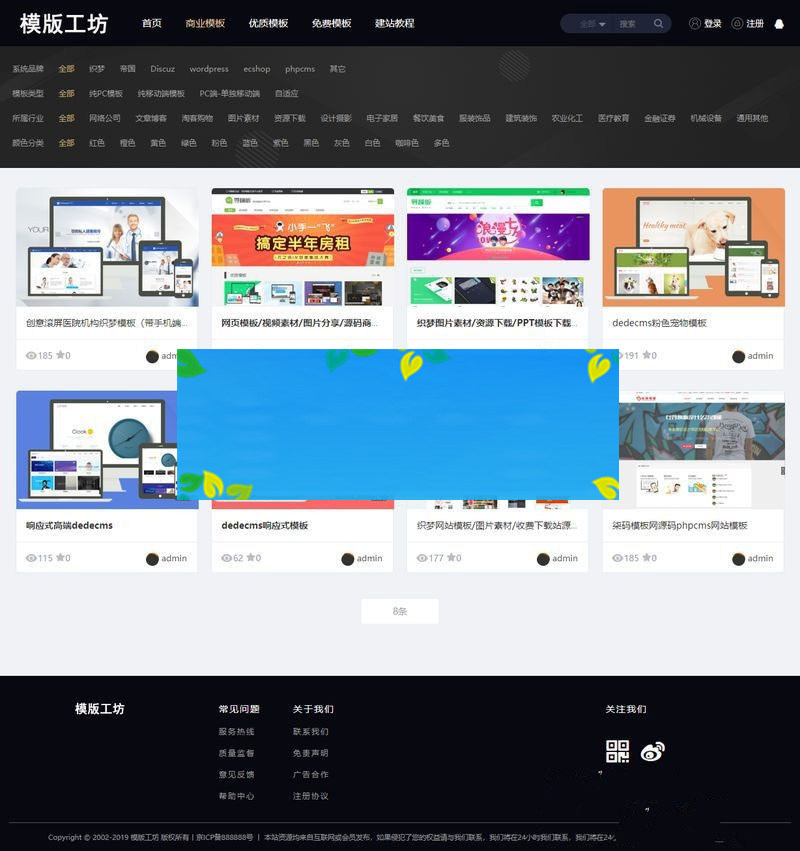 模版工坊 首页 商业模板 优质模板 免费模板 建站教程 全部 搜索 登录 注册
系统品牌 全部 织梦 帝国 Discuz wordpress ecshop phpcms 其它
模板类型 全部 纯PC模板 纯移动端模板 PC端-单独移动端 自适应
所属行业 全部 网络公司 文章博客 淘客购物 图片素材 资源下载 设计摄影 电子家居 餐饮美食 服装饰品 建筑装饰 农业化工 医疗教育 金融证券 机械设备 通用其他
颜色分类 全部 红色 橙色 黄色 绿色 粉色 蓝色 紫色 黑色 灰色 白色 咖啡色 多色
YOUR
小手一"飞"
搞定半年房租
浪漫七
Healthy meat,
创意滚屏医院机构织梦模板（带手机端...
网页模板/视频素材/图片分享/源码商...
织梦图片素材/资源下载/PPT模板下载...
dedecms粉色宠物模板
185 0 adm
191 0 admin
Clook
响应式高端dedecms
dedecms响应式模板
织梦网站模板/图片素材/收费下载站源...
柒码模板网源码phpcms网站模板
115 0 admin
62 0 admin
177 0 admin
185 0 admin
8条
模版工坊 常见问题 关于我们 关注我们
服务热线 联系我们
质量监督 免责声明
意见反馈 广告合作
帮助中心 注册协议
Copyright © 2002-2019 模版工坊 版权所有 | 京ICP备888888号 | 本站资源均来自互联网或会员发布，如果侵犯了您的权益请与我们联系，我们将在24小时我们联系，我们将在24小